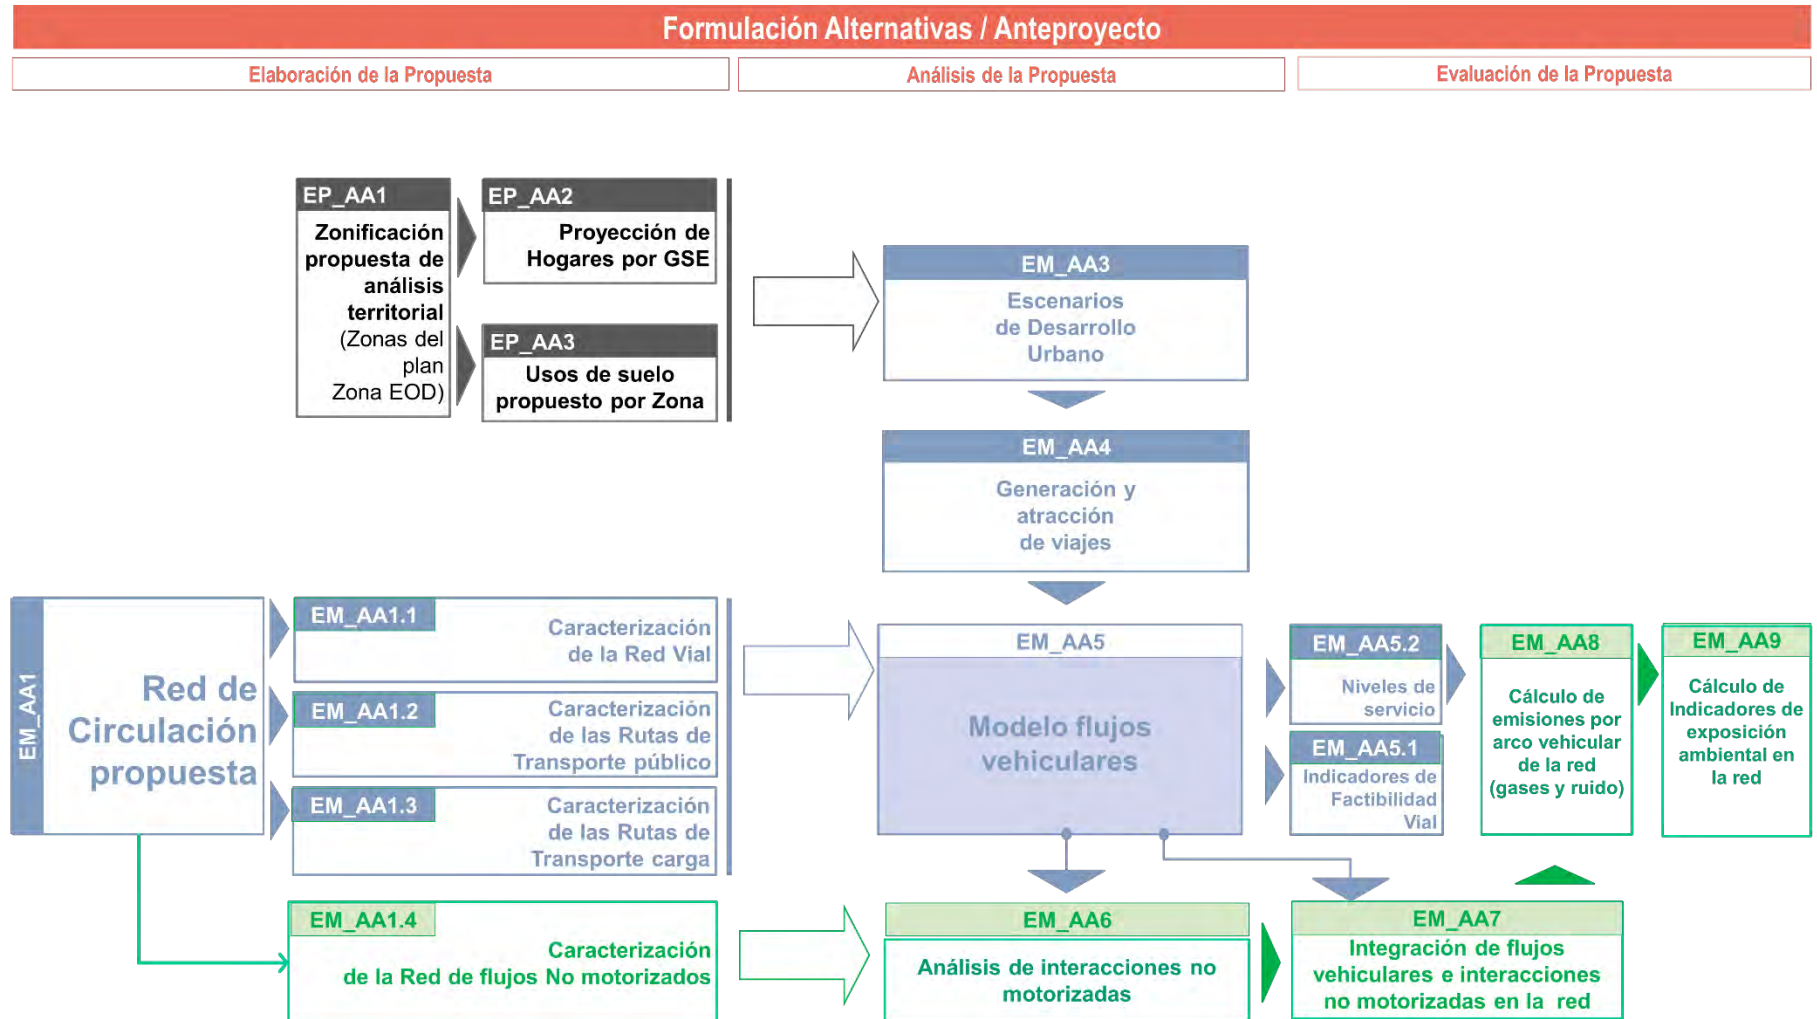 Formulación Alternativas / Anteproyecto
Elaboración de la Propuesta
Análisis de la Propuesta
Evaluación de la Propuesta
EP_AA1
Zonificación
propuesta de
análisis
territorial
(Zonas del
plan
Zona EOD)
EP_AA2
Proyección de
Hogares por GSE
EP_AA3
Usos de suelo
propuesto por Zona
EM_AA3
Escenarios
de Desarrollo
Urbano
EM_AA4
Generación y
atracción
de viajes
EM_AA1
Red de
Circulación
propuesta
EM_AA1.1
Caracterización
de la Red Vial
EM_AA1.2
Caracterización
de las Rutas de
Transporte público
EM_AA1.3
Caracterización
de las Rutas de
Transporte carga
EM_AA1.4
Caracterización
de la Red de flujos No motorizados
EM_AA5
Modelo flujos
vehiculares
EM_AA5.2
Niveles de
servicio
EM_AA5.1
Indicadores de
Factibilidad
Vial
EM_AA8
Cálculo de
emisiones por
arco vehicular
de la red
(gases y ruido)
EM_AA9
Cálculo de
Indicadores de
exposición
ambiental en
la red
EM_AA6
Análisis de interacciones no
motorizadas
EM_AA7
Integración de flujos
vehiculares e interacciones
no motorizadas en la red